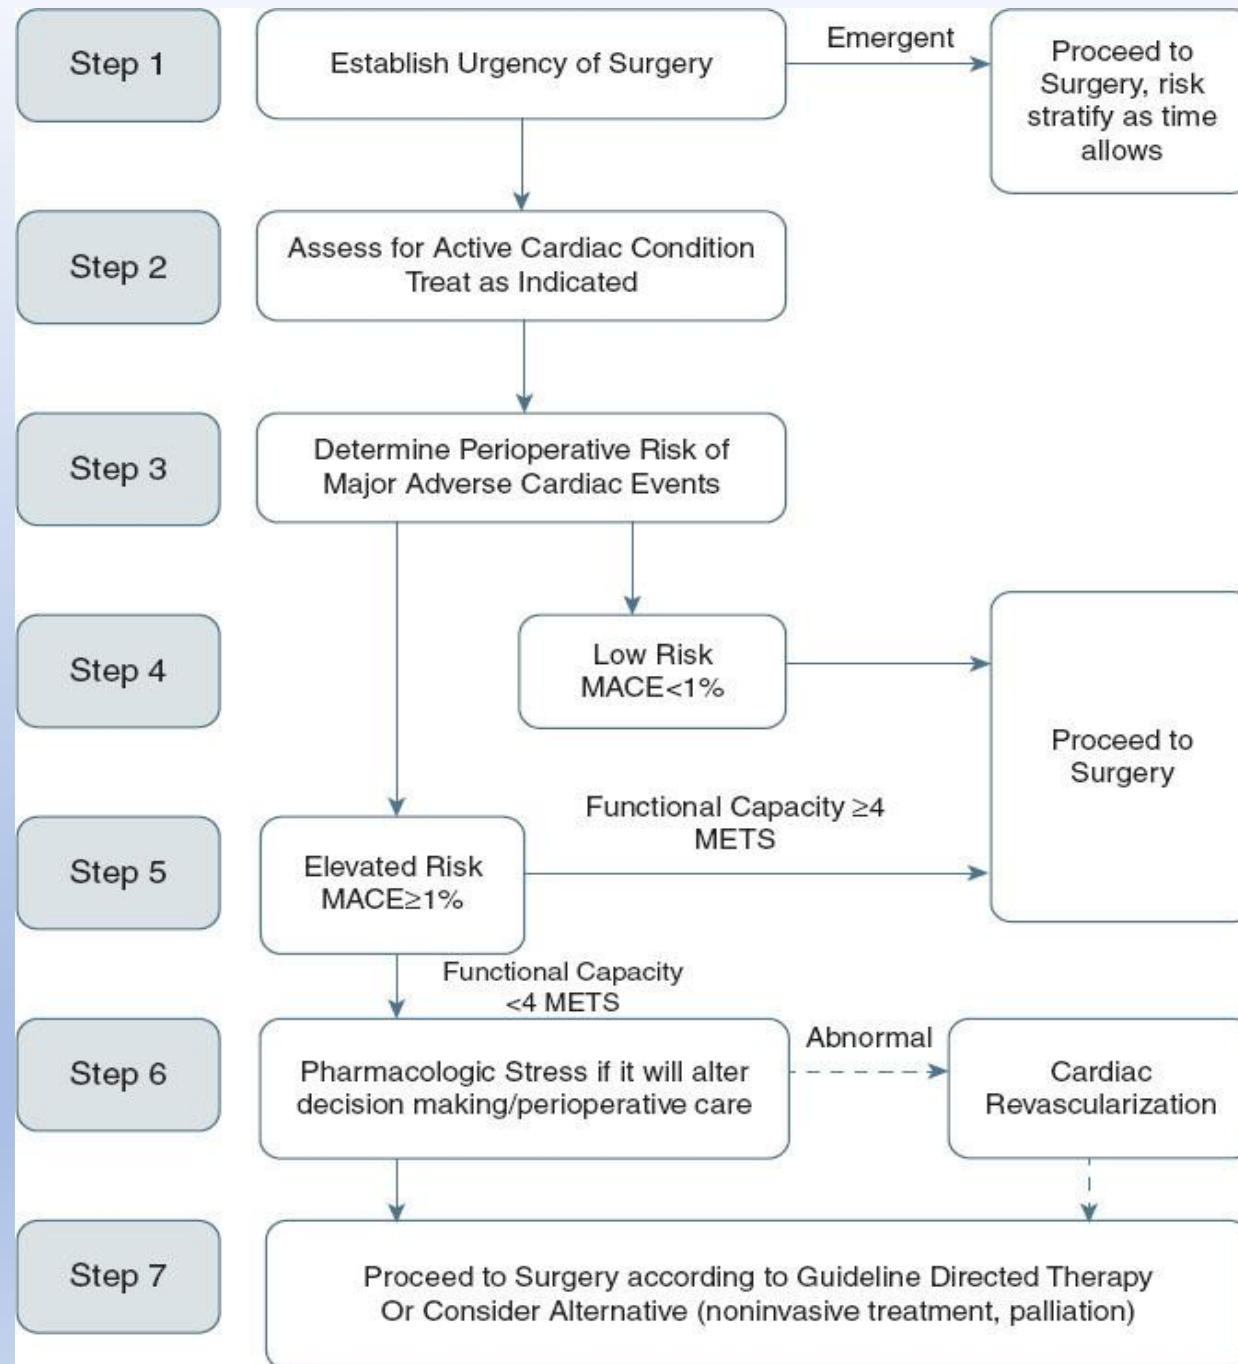 Step 1
Establish Urgency of Surgery
Emergent
Proceed to
Surgery, risk
stratify as time
allows
Step 2
Assess for Active Cardiac Condition
Treat as Indicated
Step 3
Determine Perioperative Risk of
Major Adverse Cardiac Events
Step 4
Low Risk
MACE<1%
Proceed to
Surgery
Step 5
Elevated Risk
MACE≥1%
Functional Capacity ≥4
METS
Functional Capacity
<4 METS
Step 6
Pharmacologic Stress if it will alter
decision making/perioperative care
Abnormal
Cardiac
Revascularization
Step 7
Proceed to Surgery according to Guideline Directed Therapy
Or Consider Alternative (noninvasive treatment, palliation)